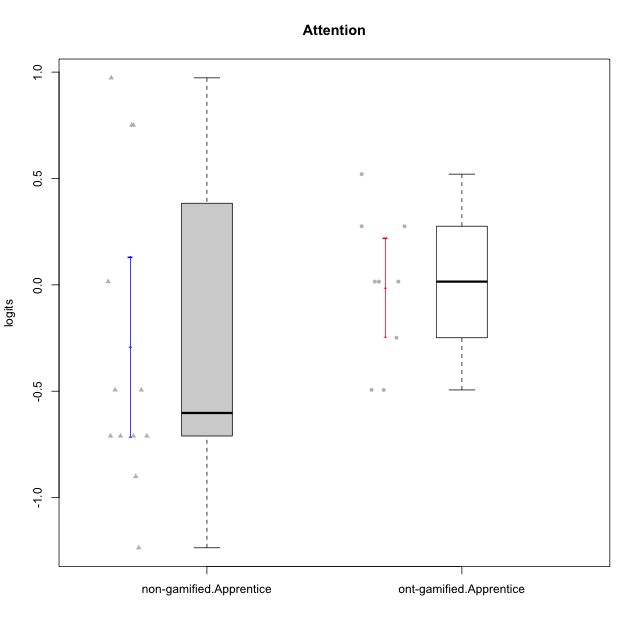 Attention
logits
1.0
0.5
0.0
-0.5
-1.0
non-gamified.Apprentice
ont-gamified.Apprentice